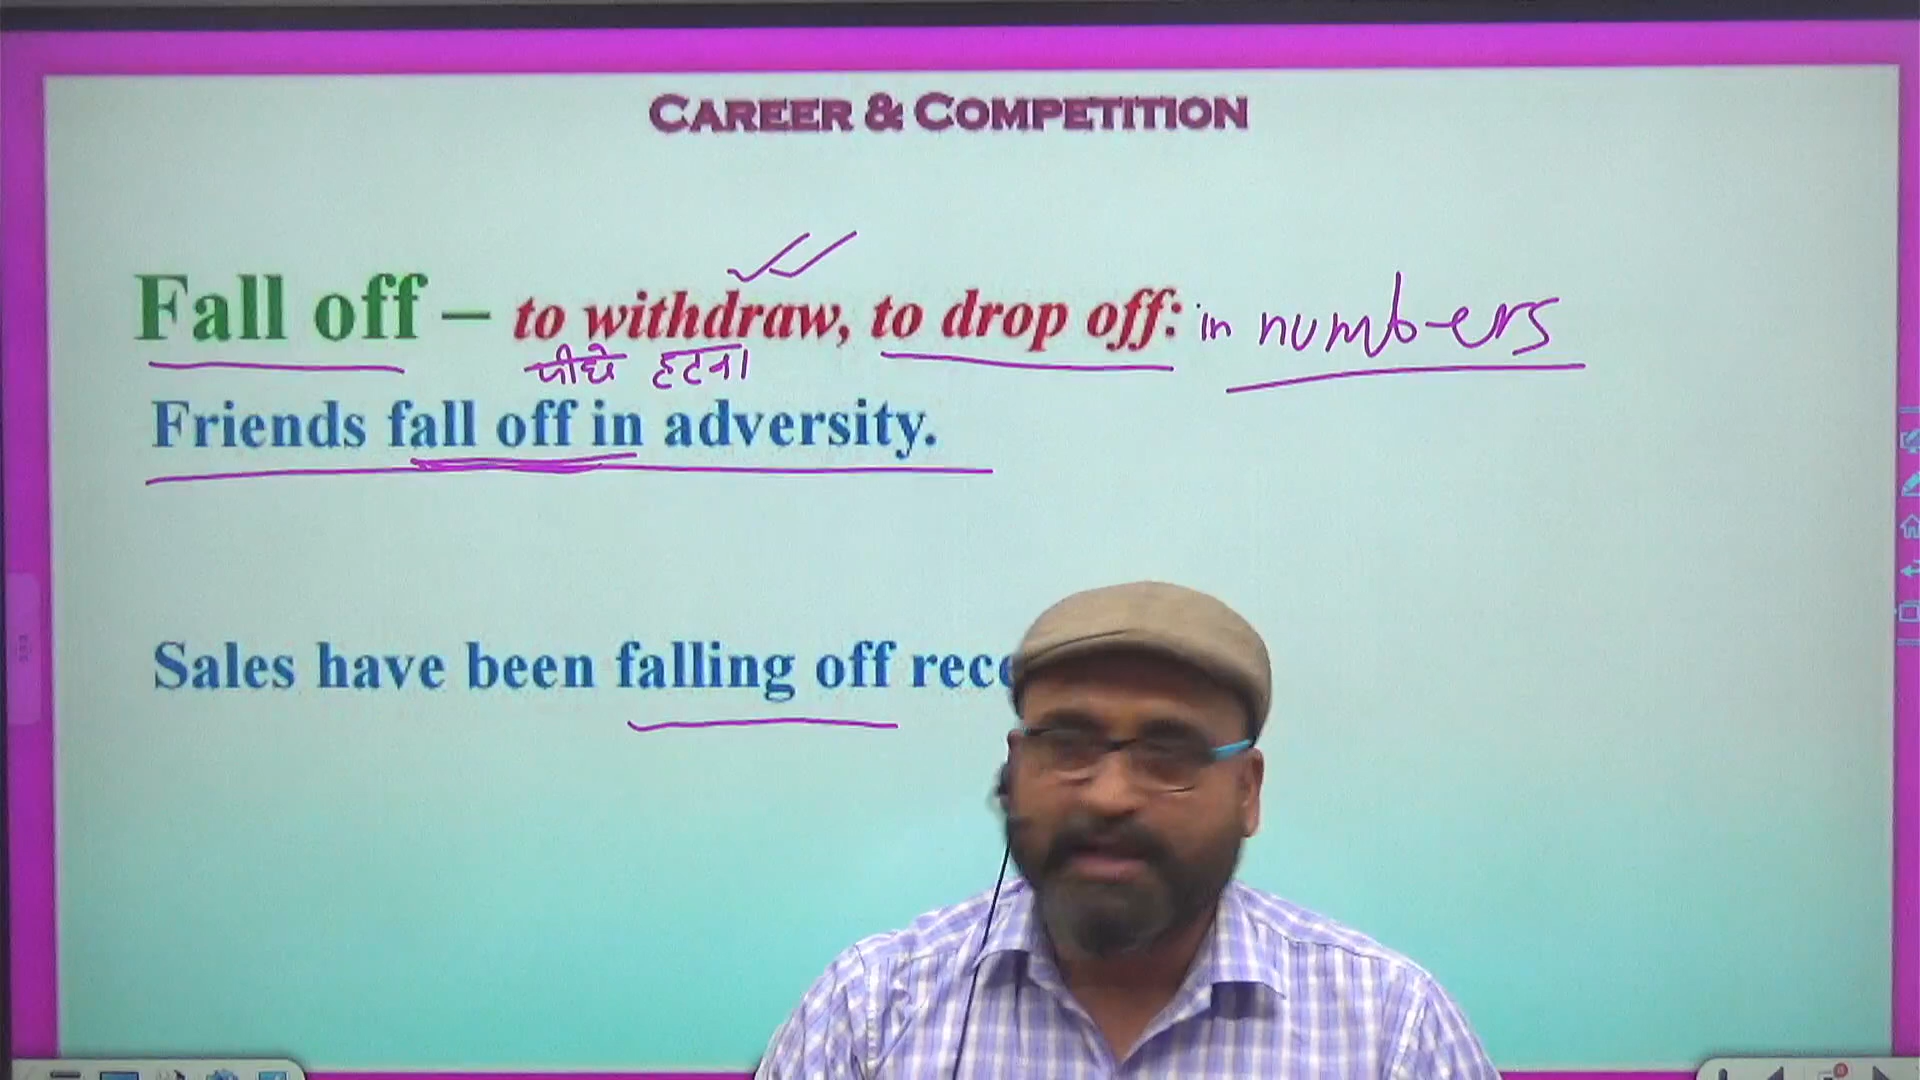 CAREER & COMPETITION
Fall off – to withdraw, to drop off: in numbers
पीछे हटना
Friends fall off in adversity.
Sales have been falling off